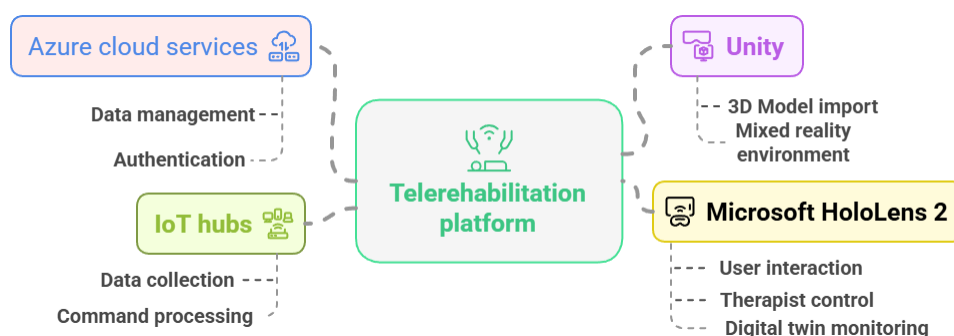 Azure cloud services
Data management
Authentication
IoT hubs
Data collection
Command processing
Telerehabilitation
platform
Unity
3D Model import
Mixed reality
environment
Microsoft HoloLens 2
User interaction
Therapist control
Digital twin monitoring